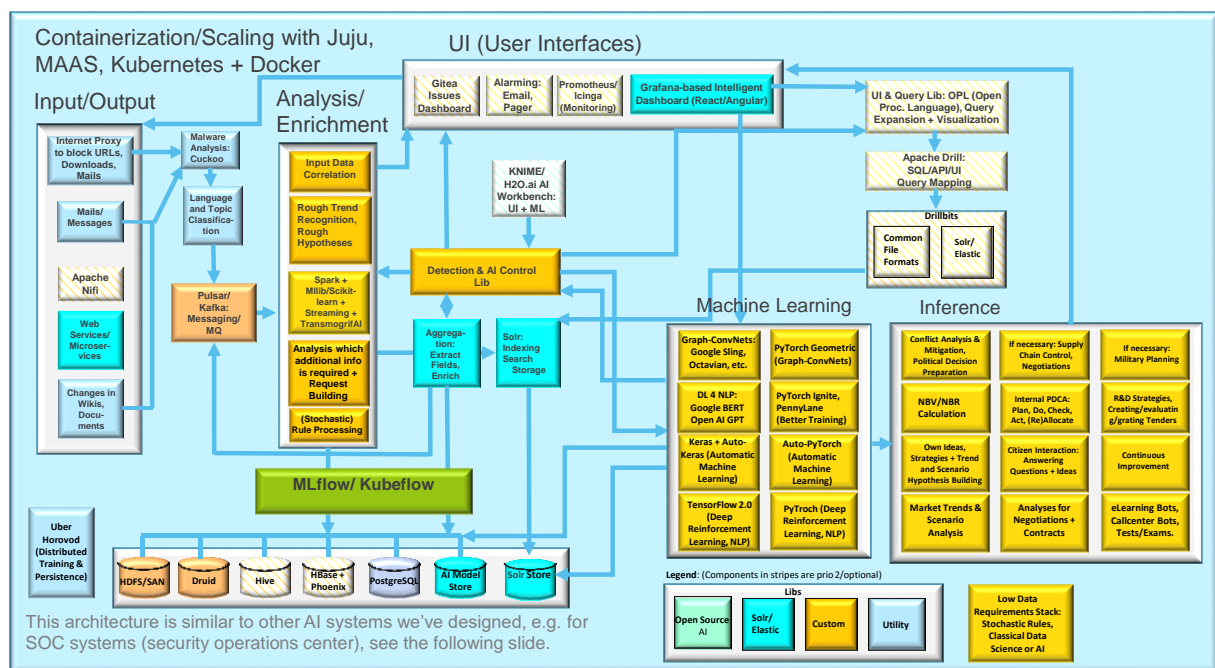 Containerization/Scaling with Juju,
MAAS, Kubernetes + Docker
UI (User Interfaces)
Gitea
Issues
Dashboard
Alarming:
Email,
Pager
Prometheus/
Icinga
(Monitoring)
Grafana-based Intelligent
Dashboard (React/Angular)
UI & Query Lib: OPL (Open
Proc. Language), Query
Expansion + Visualization
Apache Drill:
SQL/API/UI
Query Mapping
Drillbits
Common
File
Formats
Solr/
Elastic
Input/Output
Internet Proxy
to block URLs,
Downloads,
Mails
Mails/
Messages
Apache
Nifi
Web
Services/
Microser-
vices
Changes in
Wikis, Docu-
ments
Malware
Analysis:
Cuckoo
Language
and Topic
Classifica-
tion
Pulsar/
Kafka:
Messaging/
MQ
Analysis/
Enrichment
Input Data
Correlation
Rough Trend
Recognition,
Rough
Hypotheses
Spark +
Mllib/Scikit-
learn +
Streaming +
TransmogrifAI
Analysis which
additional info
is required +
Request
Building
(Stochastic)
Rule Processing
KNIME/
H2O.ai AI
Workbench:
UI + ML
Detection & AI Control
Lib
Aggrega-
tion:
Extract
Fields,
Enrich
Solr:
Indexing
Search
Storage
MLflow/ Kubeflow
Machine Learning
Graph-ConvNets:
Google Sling,
Octavian, etc.
PyTorch Geometric
(Graph-ConvNets)
DL 4 NLP:
Google BERT
Open AI GPT
PyTorch Ignite,
PennyLane
(Better Training)
Keras + Auto-
Keras (Automatic
Machine
Learning)
Auto-PyTorch
(Automatic
Machine
Learning)
TensorFlow 2.0
(Deep
Reinforcement
Learning, NLP)
PyTroch (Deep
Reinforcement
Learning, NLP)
Inference
Conflict Analysis &
Mitigation,
Political Decision
Preparation
If necessary: Supply
Chain Control,
Negotiations
If necessary:
Military Planning
NBV/NBR
Calculation
Internal PDCA:
Plan, Do, Check,
Act, (Re)Allocate
R&D Strategies,
Creating/evaluatin
g/grating Tenders
Own Ideas,
Strategies + Trend
and Scenario
Hypothesis Building
Citizen Interaction:
Answering
Questions + Ideas
Continuous
Improvement
Market Trends &
Scenario
Analysis
Analyses for
Negotiations +
Contracts
eLearning Bots,
Callcenter Bots,
Tests/Exams.
Uber
Horovod
(Distributed
Training &
Persistence)
HDFS/SAN
Druid
Hive
HBase +
Phoenix
PostgreSQL
AI Model
Store
Solr Store
Legend: (Components in stripes are prio 2/optional)
Libs
Open Source
AI
Solr/
Elastic
Custom
Utility
Low Data
Requirements Stack:
Stochastic Rules,
Classical Data
Science or AI
This architecture is similar to other AI systems we've designed, e.g. for
SOC systems (security operations center), see the following slide.